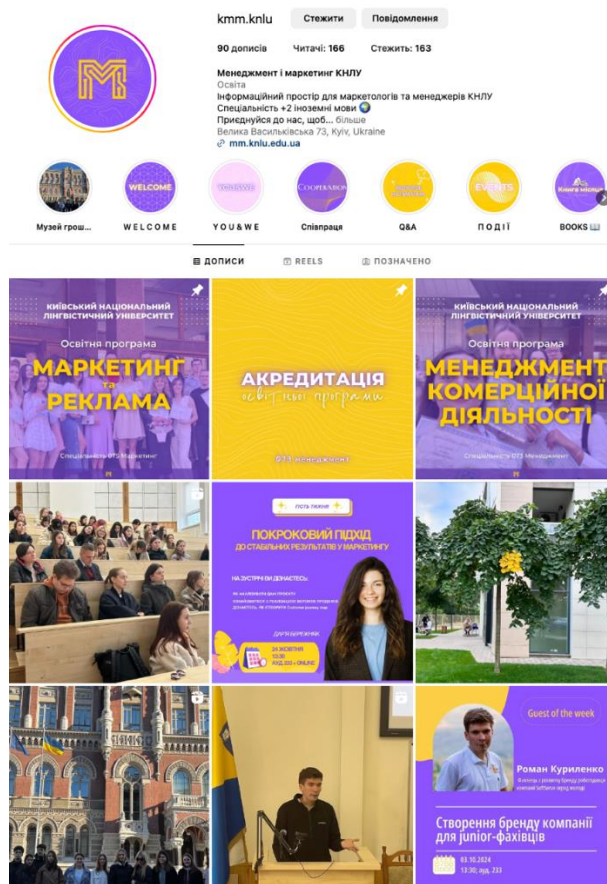 kmm.knlu Стежити Повідомлення
90 дописів Читачі: 166 Стежить: 163
Менеджмент і маркетинг КНЛУ
Освіта
Інформаційний простір для маркетологів та менеджерів КНЛУ
Спеціальність +2 іноземні мови 🌍
Приєднуйся до нас, щоб... більше
Велика Васильківська 73, Kyiv, Ukraine
mm.knlu.edu.ua
WELCOME
YOU&WE
COOPERATION
EVENTS
Книга місяця
Музей грош...
WELCOME
YOU&WE
Співпраця
Q&A
ПОДІЇ
BOOKS 📖
ДОПИСИ
REELS
ПОЗНАЧЕНО
КИЇВСЬКИЙ НАЦІОНАЛЬНИЙ
ЛІНГВІСТИЧНИЙ УНІВЕРСИТЕТ
Освітня програма
МАРКЕТИНГ
та
РЕКЛАМА
Спеціальність 075 Маркетинг
АКРЕДИТАЦІЯ
освітньої програми
073 менеджмент
КИЇВСЬКИЙ НАЦІОНАЛЬНИЙ
ЛІНГВІСТИЧНИЙ УНІВЕРСИТЕТ
Освітня програма
МЕНЕДЖМЕНТ
КОМЕРЦІЙНОЇ
ДІЯЛЬНОСТІ
Спеціальність 073 Менеджмент
ГІСТЬ ТИЖНЯ
ПОКРОКОВИЙ ПІДХІД
ДО СТАБІЛЬНИХ РЕЗУЛЬТАТІВ У МАРКЕТИНГУ
НА ЗУСТРІЧІ ВИ ДІЗНАЄТЕСЬ:
ДАР'Я БЕРЕЖНЯК
24 ЖОВТНЯ
13:30
АУД. 233 + ONLINE
Guest of the week
Роман Куриленко
Створення бренду компанії
для junior-фахівців
03.10.2024
13:30; ауд. 233